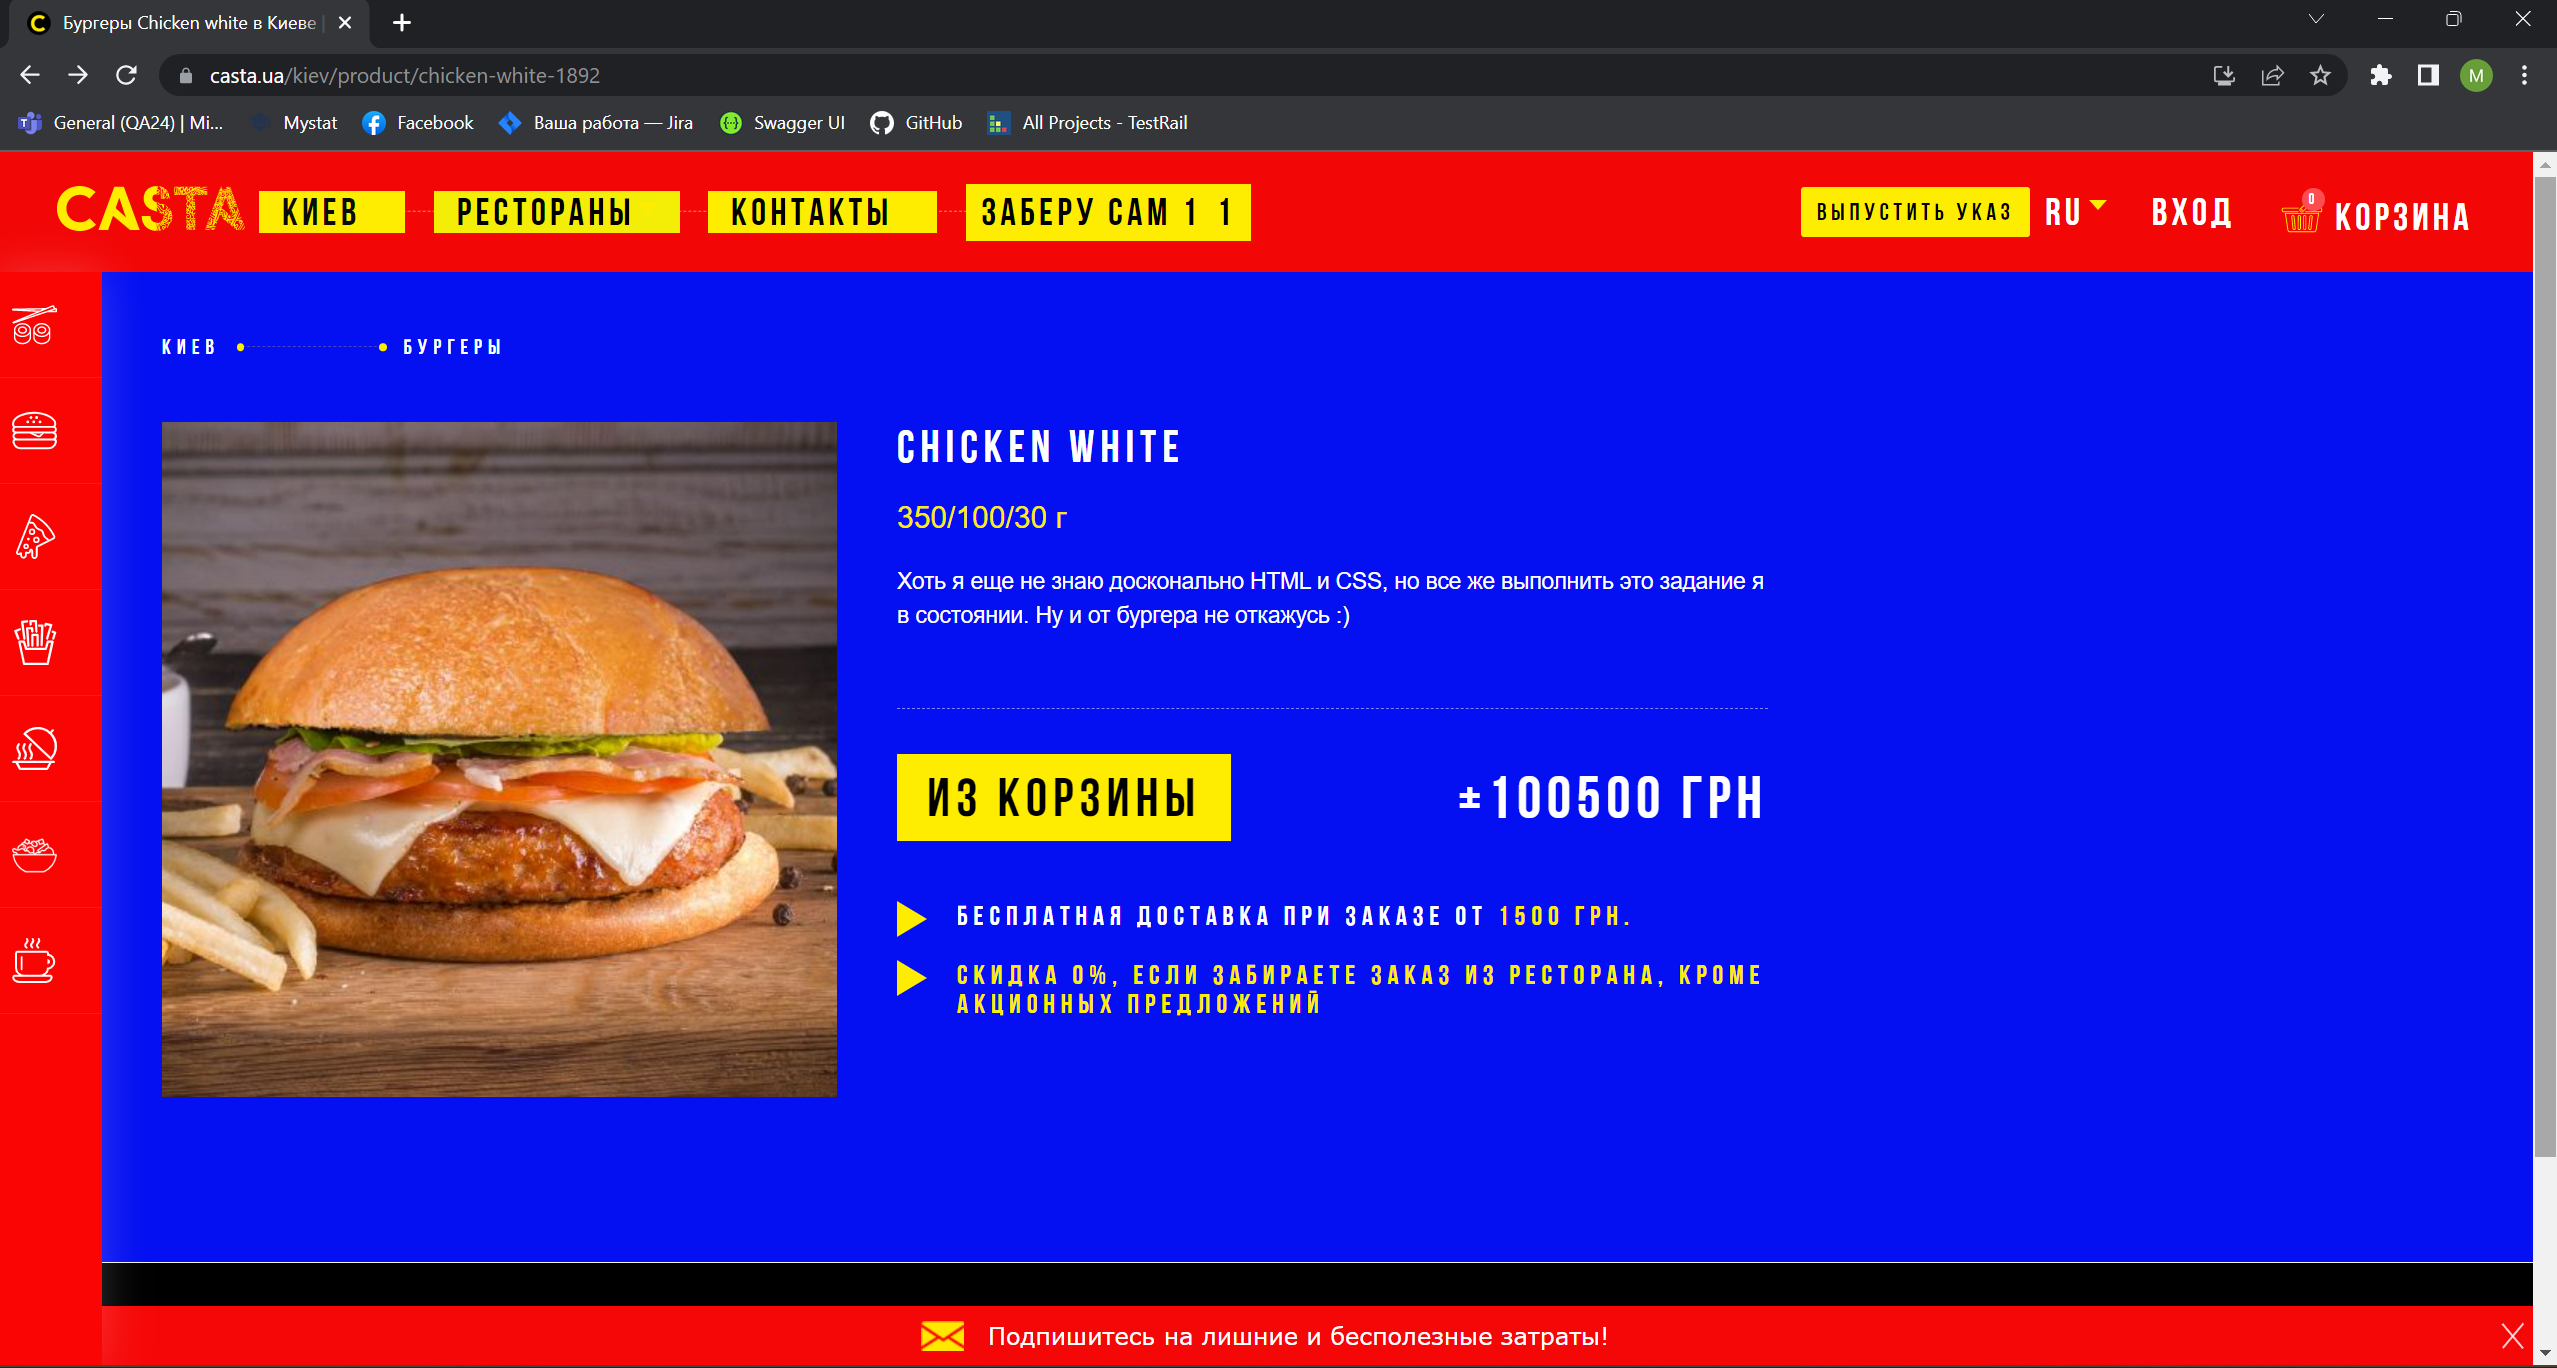 Бургеры Chicken white в Киеве |
casta.ua/kiev/product/chicken-white-1892
M
General (QA24) | Mi...
Mystat
Facebook
Ваша работа — Jira
Swagger UI
GitHub
All Projects - TestRail
CASTA
КИЕВ
РЕСТОРАНЫ
КОНТАКТЫ
ЗАБЕРУ САМ 1 1
ВЫПУСТИТЬ УКАЗ
RU
ВХОД
0
КОРЗИНА
КИЕВ
БУРГЕРЫ
CHICKEN WHITE
350/100/30 г
Хоть я еще не знаю досконально HTML и CSS, но все же выполнить это задание я
в состоянии. Ну и от бургера не откажусь :)
ИЗ КОРЗИНЫ
±100500 ГРН
БЕСПЛАТНАЯ ДОСТАВКА ПРИ ЗАКАЗЕ ОТ 1500 ГРН.
СКИДКА 0%, ЕСЛИ ЗАБИРАЕТЕ ЗАКАЗ ИЗ РЕСТОРАНА, КРОМЕ
АКЦИОННЫХ ПРЕДЛОЖЕНИЙ
Подпишитесь на лишние и бесполезные затраты!